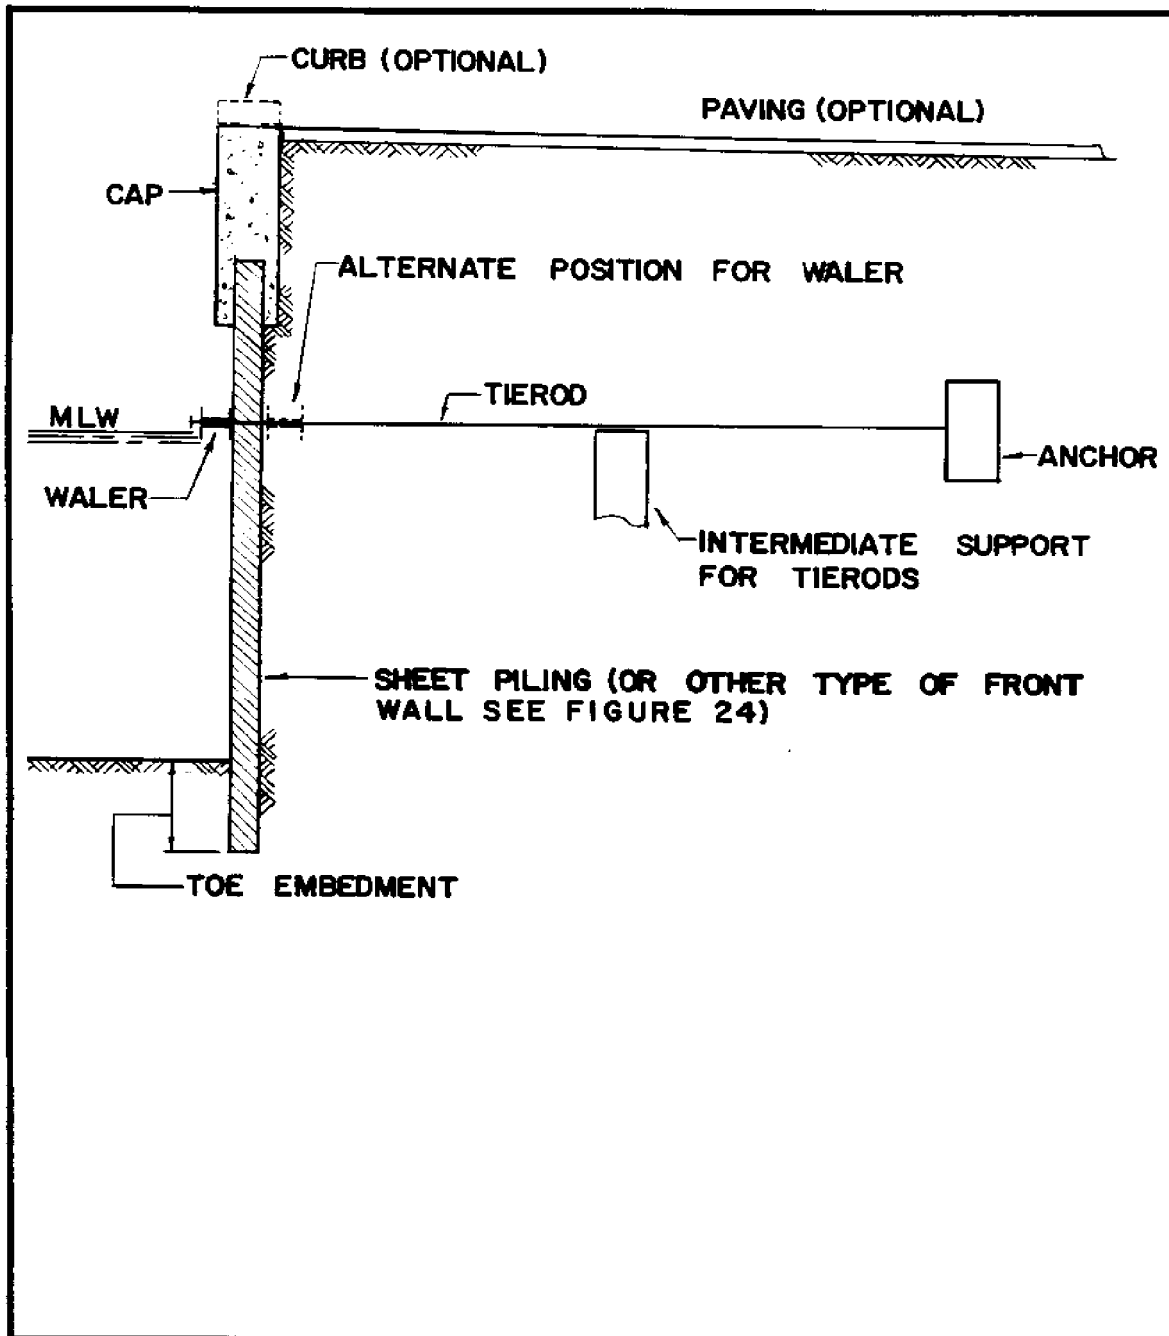 CURB (OPTIONAL)
PAVING (OPTIONAL)
CAP
ALTERNATE POSITION FOR WALER
TIEROD
MLW
ANCHOR
WALER
INTERMEDIATE SUPPORT
FOR TIERODS
SHEET PILING (OR OTHER TYPE OF FRONT
WALL SEE FIGURE 24)
TOE EMBEDMENT